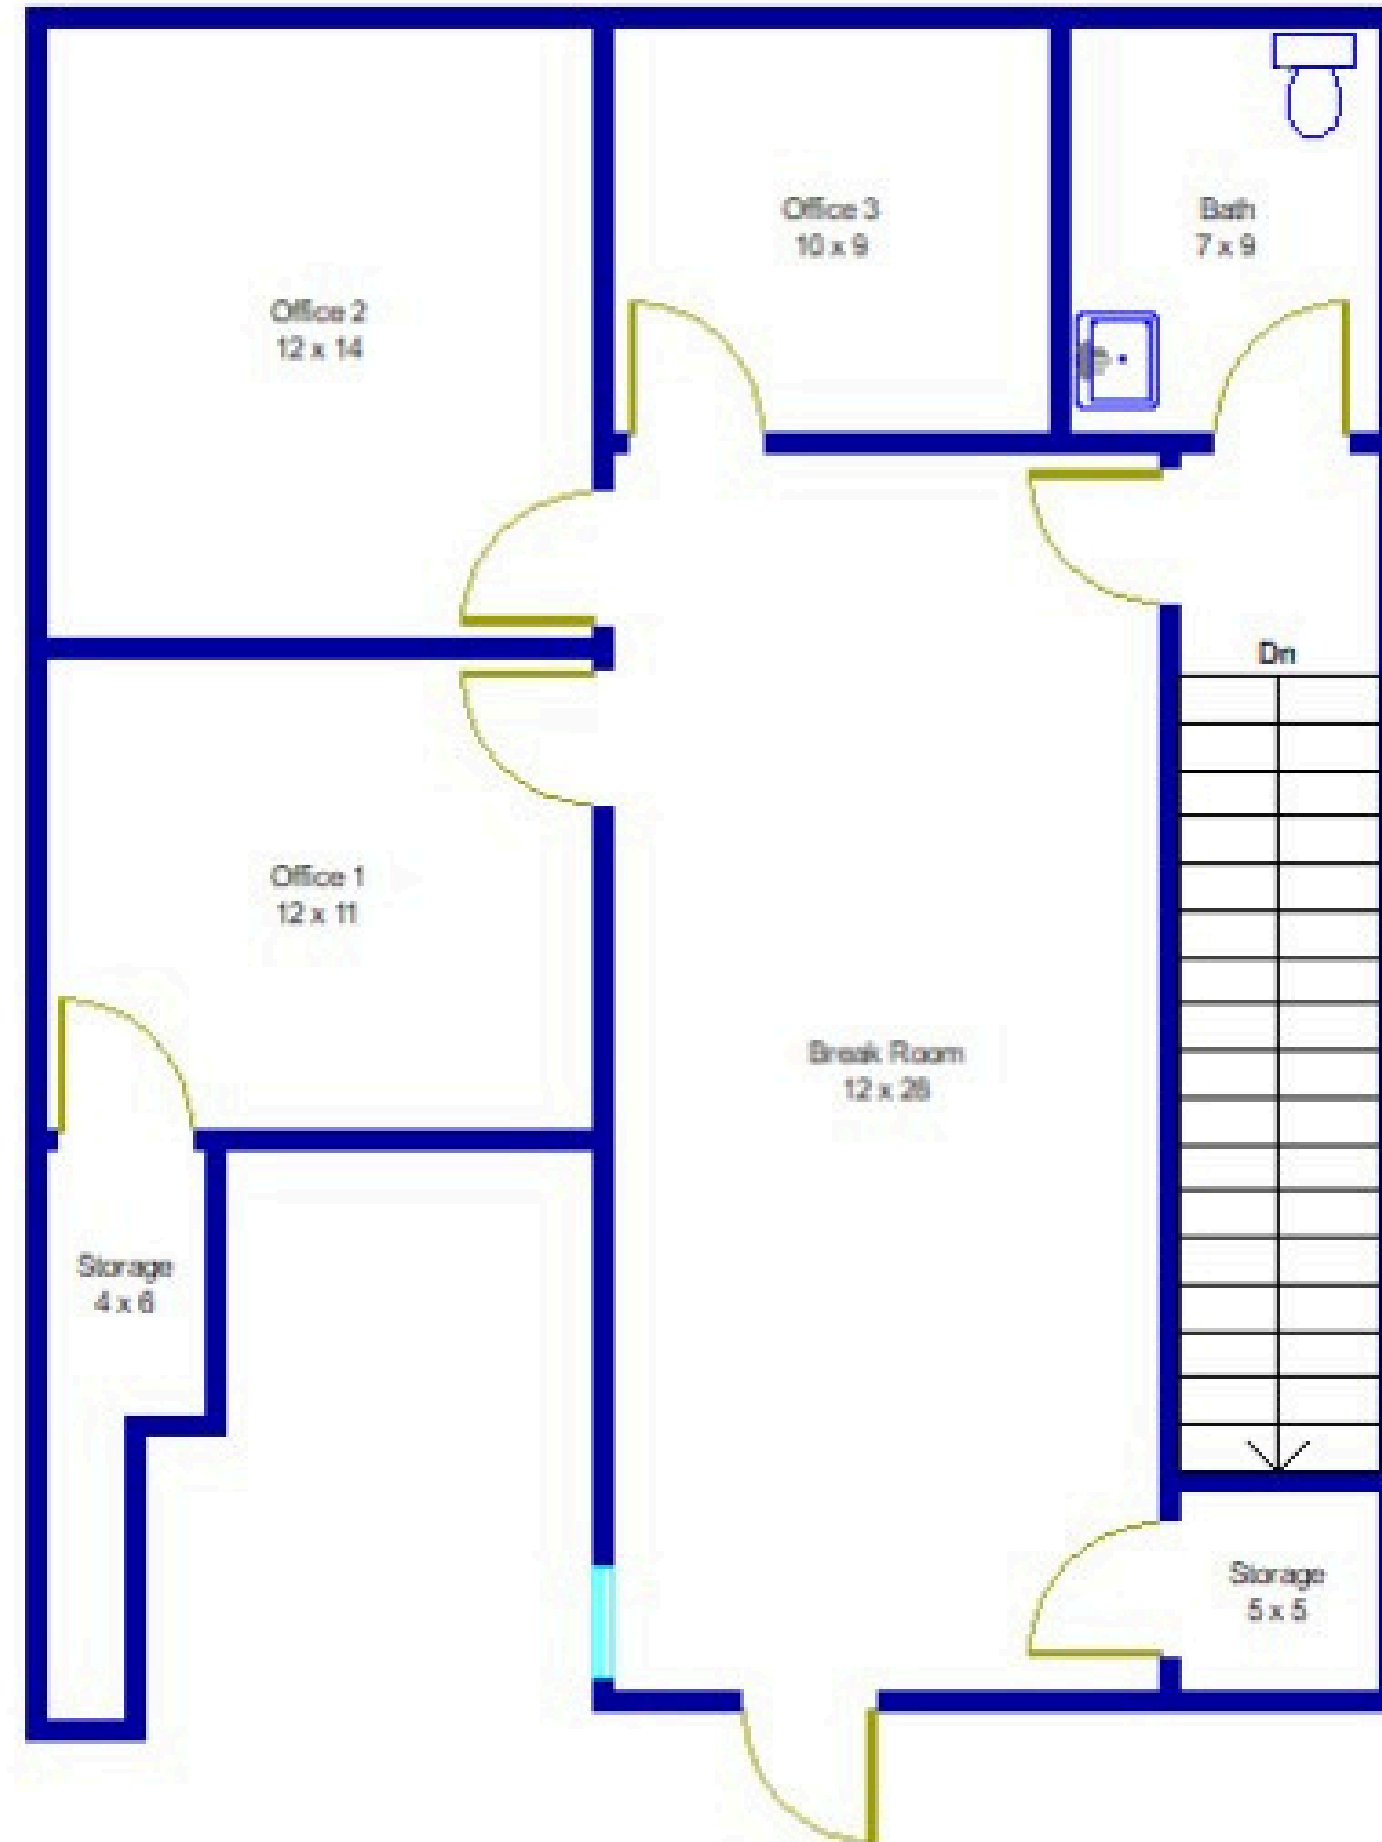 Office 3
10 x 9
Bath
7 x 9
Office 2
12 x 14
Dn
Office 1
12 x 11
Break Room
12 x 28
Storage
4 x 6
Storage
5 x 5